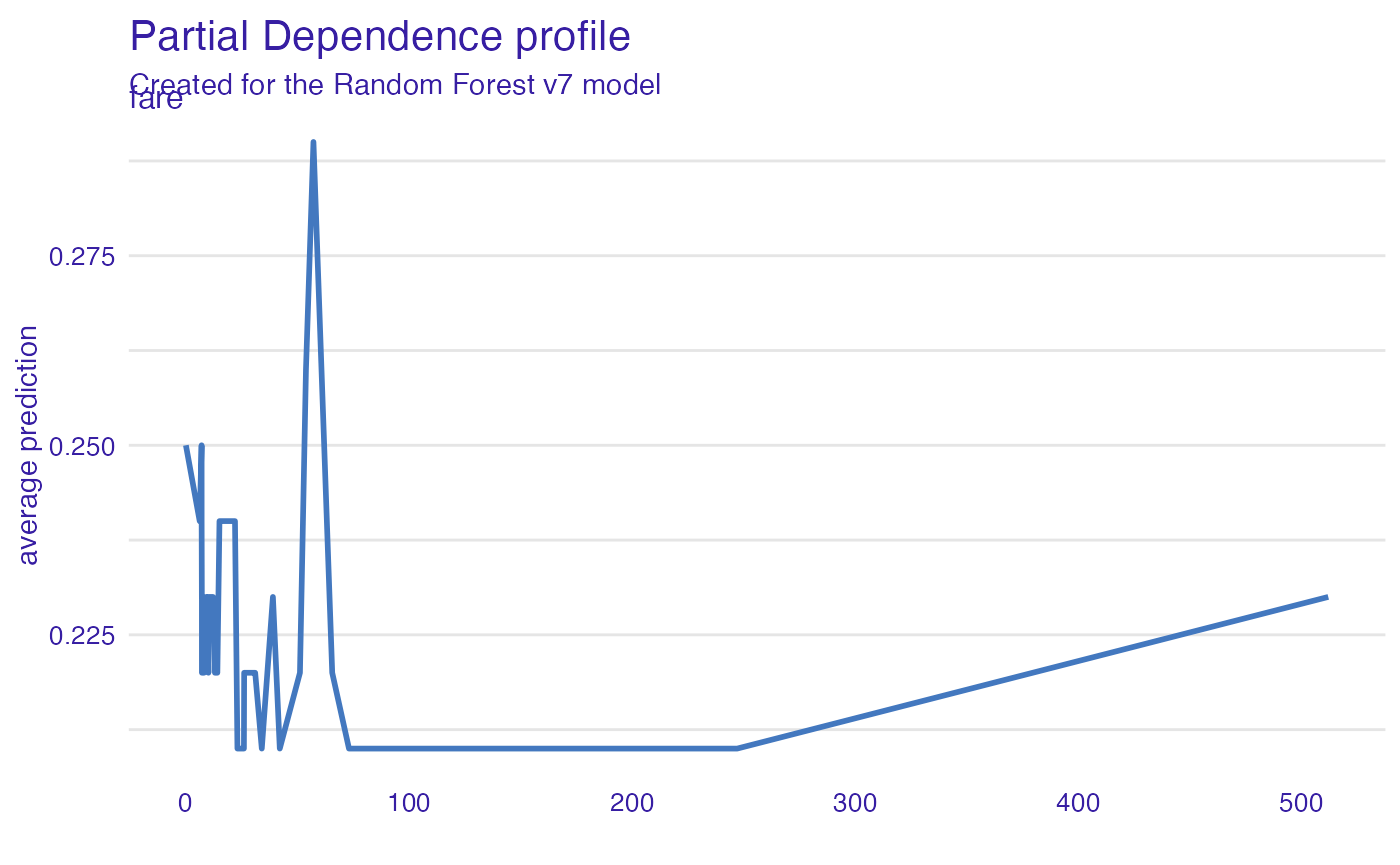 Partial Dependence profile
Created for the Random Forest v7 model
fare
average prediction
0.275
0.250
0.225
0 100 200 300 400 500